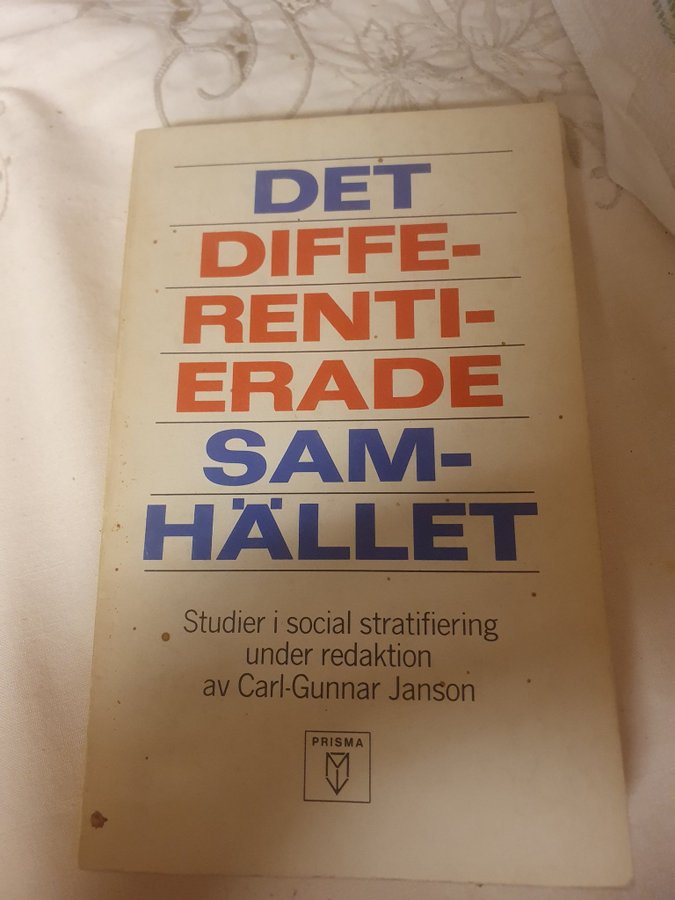 DET
DIFFE-
RENTI-
ERADE
SAM-
HÄLLET
Studier i social stratifiering
under redaktion
av Carl-Gunnar Janson
PRISMA